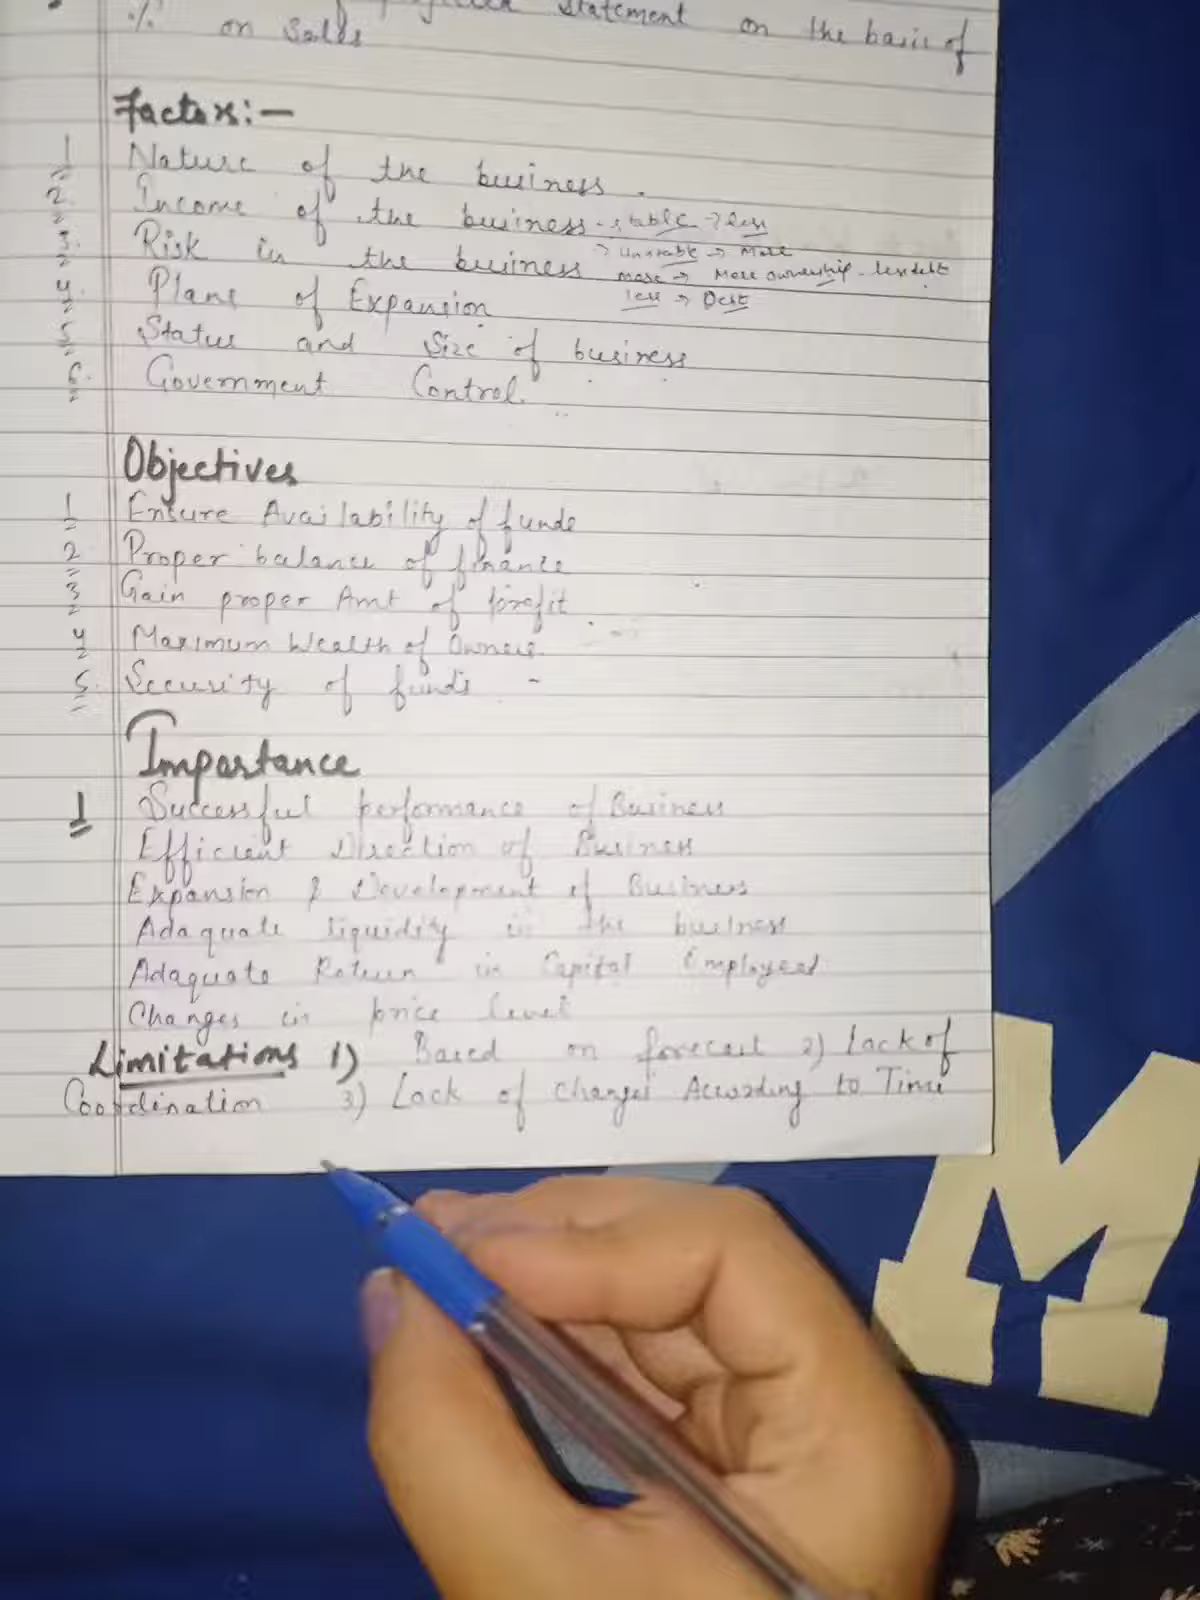 Statement on the basis of
% on Sales
Factors:-
1 Nature of the business.
2. Income of the business - stable → less
→ unstable → More
3. Risk in the business more → More ownership - less debt
less → Debt
4. Plans of Expansion
5. Status and Size of business
6. Government Control.
Objectives
1 Ensure Availability of funds
2 Proper balance of finance
3 Gain proper Amt of profit
4 Maximum Wealth of Owners
5. Security of funds -
Importance
1 Successful performance of Business
Efficient Direction of Business
Expansion & Development of Business
Adaquate liquidity in the business
Adaquate Return in Capital Employeed
Changes in price level
Limitations 1) Based on forecast 2) Lack of
Coordination 3) Lack of changes According to Time
M